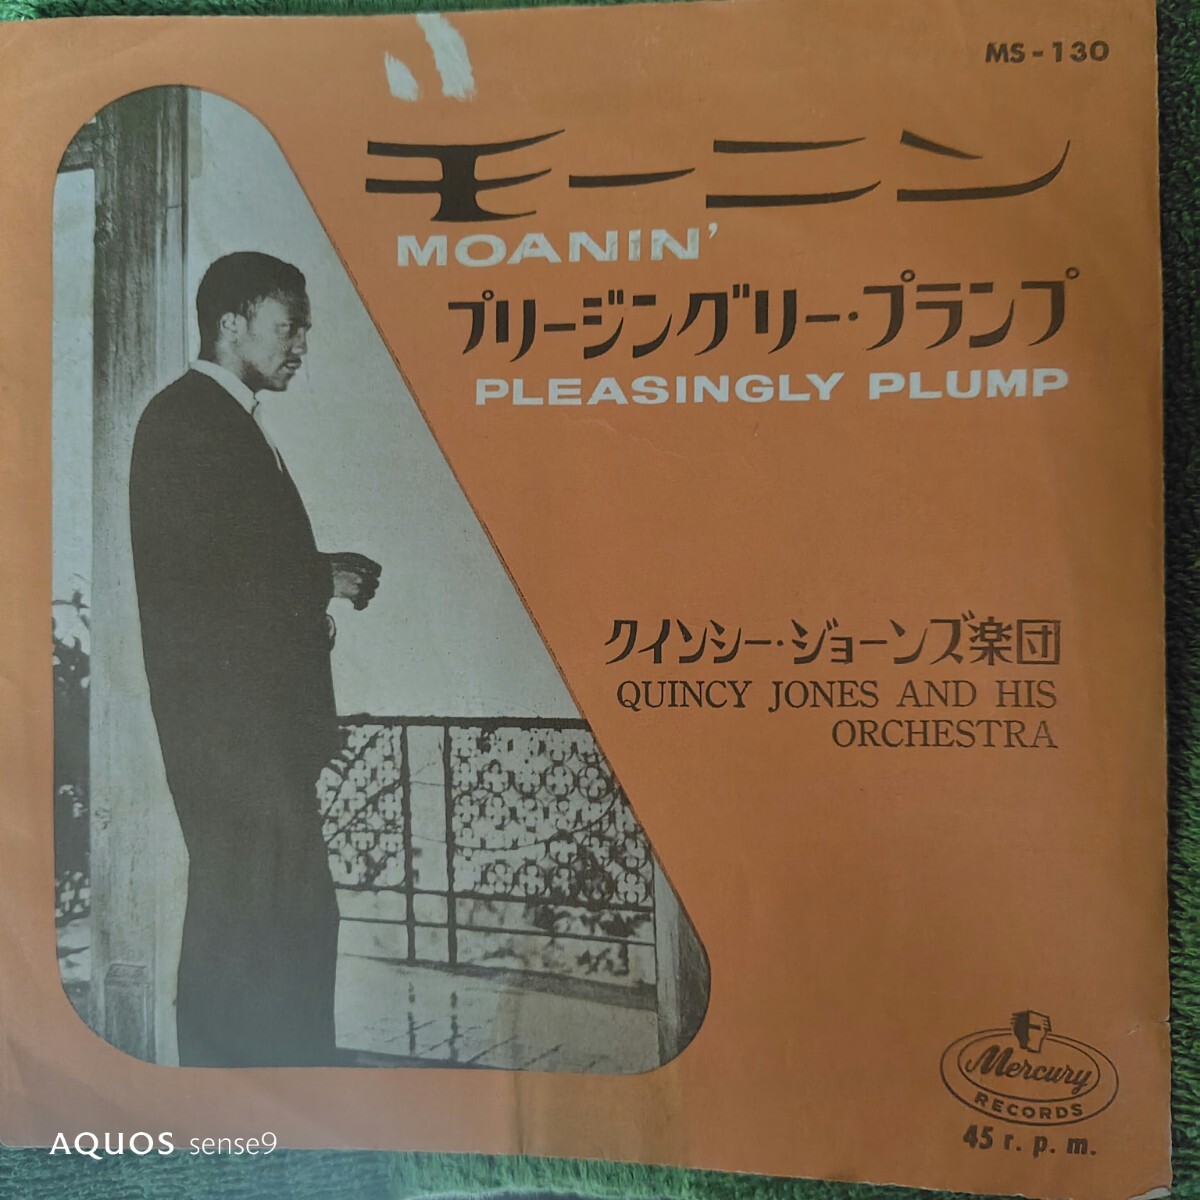 MS-130
モーニン
MOANIN'
プリージングリー・プランプ
PLEASINGLY PLUMP
クインシー・ジョーンズ楽団
QUINCY JONES AND HIS
ORCHESTRA
Mercury
RECORDS
45 r. p. m.
AQUOS sense9